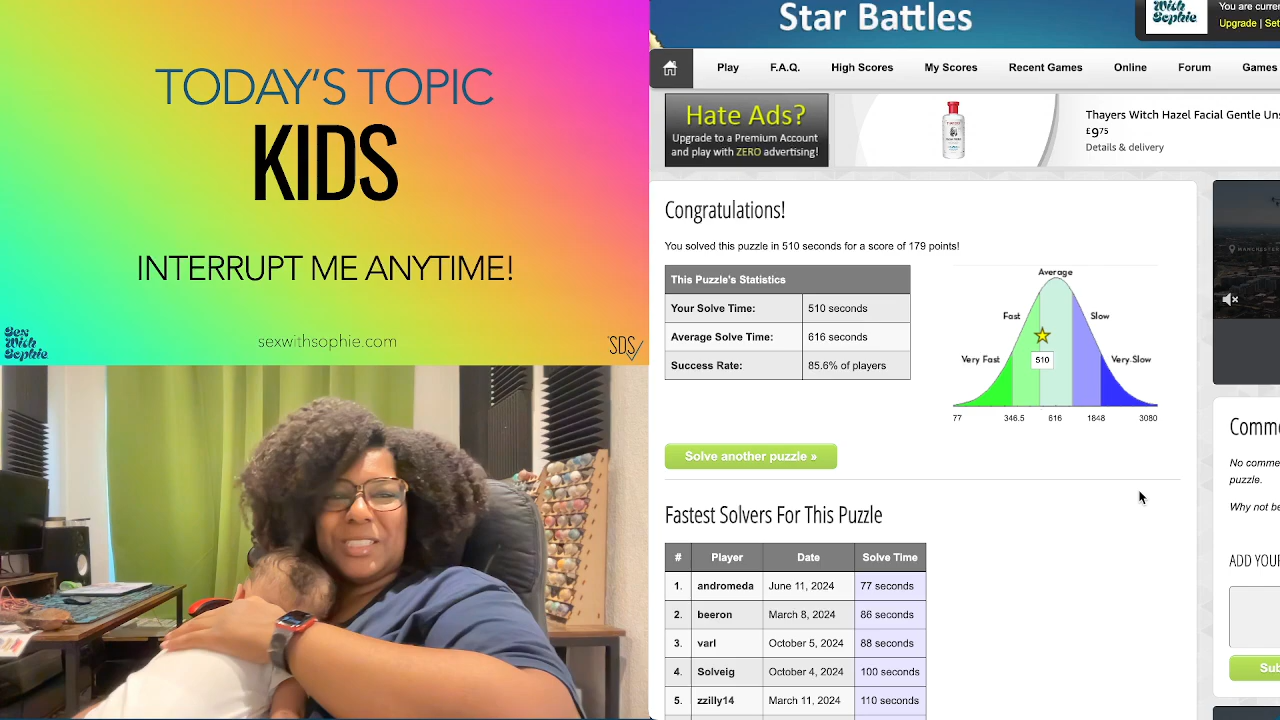 TODAY'S TOPIC
KIDS
INTERRUPT ME ANYTIME!
Sex
With
Sophie
sexwithsophie.com
SDS
Star Battles
With
Sophie
You are curren
Upgrade | Set
Play F.A.Q. High Scores My Scores Recent Games Online Forum Games
Hate Ads?
Upgrade to a Premium Account
and play with ZERO advertising!
Thayers Witch Hazel Facial Gentle Uns
£9.75
Details & delivery
Congratulations!
You solved this puzzle in 510 seconds for a score of 179 points!
This Puzzle's Statistics
Your Solve Time: 510 seconds
Average Solve Time: 616 seconds
Success Rate: 85.6% of players
Average
Fast Slow
Very Fast 510 Very Slow
77 346.5 616 1848 3080
MANCHESTER
Solve another puzzle »
Fastest Solvers For This Puzzle
# Player Date Solve Time
1. andromeda June 11, 2024 77 seconds
2. beeron March 8, 2024 86 seconds
3. varl October 5, 2024 88 seconds
4. Solveig October 4, 2024 100 seconds
5. zzilly14 March 11, 2024 110 seconds
Comme
No comme
puzzle.
Why not be
ADD YOUR
Sub